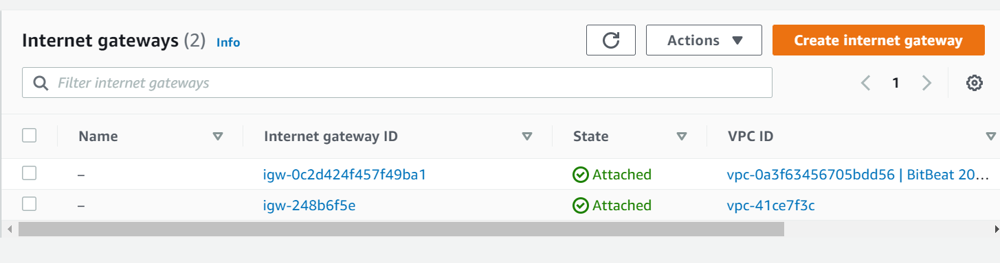 Internet gateways (2) Info
Actions
Create internet gateway
Filter internet gateways
1
Name Internet gateway ID State VPC ID
– igw-0c2d424f457f49ba1 Attached vpc-0a3f63456705bdd56 | BitBeat 20…
– igw-248b6f5e Attached vpc-41ce7f3c